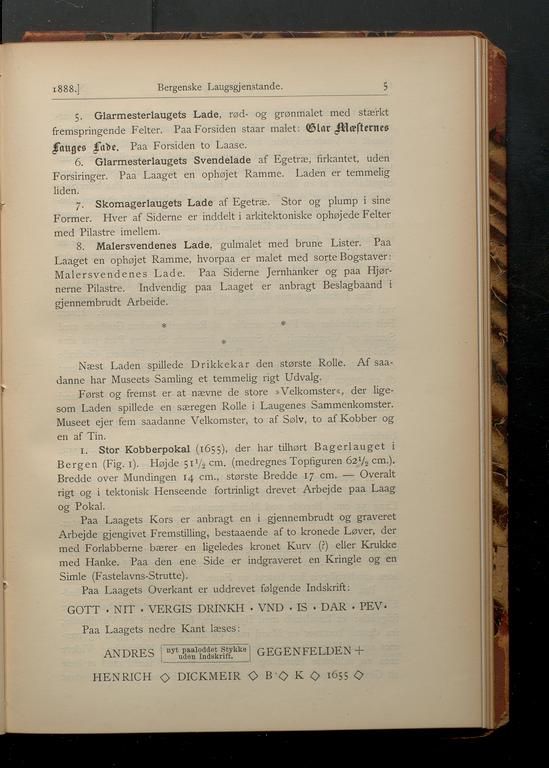 1888.] Bergenske Laugsgjenstande. 5
5. Glarmesterlaugets Lade, rød- og grønmalet med stærkt
fremspringende Felter. Paa Forsiden staar malet: Glar Mæsternes
Lauges Lade. Paa Forsiden to Laase.
6. Glarmesterlaugets Svendelade af Egetræ, firkantet, uden
Forsiringer. Paa Laaget en ophøjet Ramme. Laden er temmelig
liden.
7. Skomagerlaugets Lade af Egetræ. Stor og plump i sine
Former. Hver af Siderne er inddelt i arkitektoniske ophøjede Felter
med Pilastre imellem.
8. Malersvendenes Lade, gulmalet med brune Lister. Paa
Laaget en ophøjet Ramme, hvorpaa er malet med sorte Bogstaver:
Malersvendenes Lade. Paa Siderne Jernhanker og paa Hjør-
nerne Pilastre. Indvendig paa Laaget er anbragt Beslagbaand i
gjennembrudt Arbeide.
* *
*
Næst Laden spillede Drikkekar den største Rolle. Af saa-
danne har Museets Samling et temmelig rigt Udvalg.
Først og fremst er at nævne de store »Velkomster«, der lige-
som Laden spillede en særegen Rolle i Laugenes Sammenkomster.
Museet ejer fem saadanne Velkomster, to af Sølv, to af Kobber og
en af Tin.
1. Stor Kobberpokal (1655), der har tilhørt Bagerlauget i
Bergen (Fig. 1). Højde 51 1/2 cm. (medregnes Topfiguren 62 1/2 cm.).
Bredde over Mundingen 14 cm., største Bredde 17 cm. — Overalt
rigt og i tektonisk Henseende fortrinligt drevet Arbejde paa Laag
og Pokal.
Paa Laagets Kors er anbragt en i gjennembrudt og graveret
Arbejde gjengivet Fremstilling, bestaaende af to kronede Løver, der
med Forlabberne bærer en ligeledes kronet Kurv (?) eller Krukke
med Hanke. Paa den ene Side er indgraveret en Kringle og en
Simle (Fastelavns-Strutte).
Paa Laagets Overkant er uddrevet følgende Indskrift:
GOTT · NIT · VERGIS DRINKH · VND · IS · DAR · PEV·
Paa Laagets nedre Kant læses:
ANDRES [nyt paaloddet Stykke uden Indskrift.] GEGENFELDEN +
HENRICH ◇ DICKMEIR ◇ B ◇ K ◇ 1655 ◇